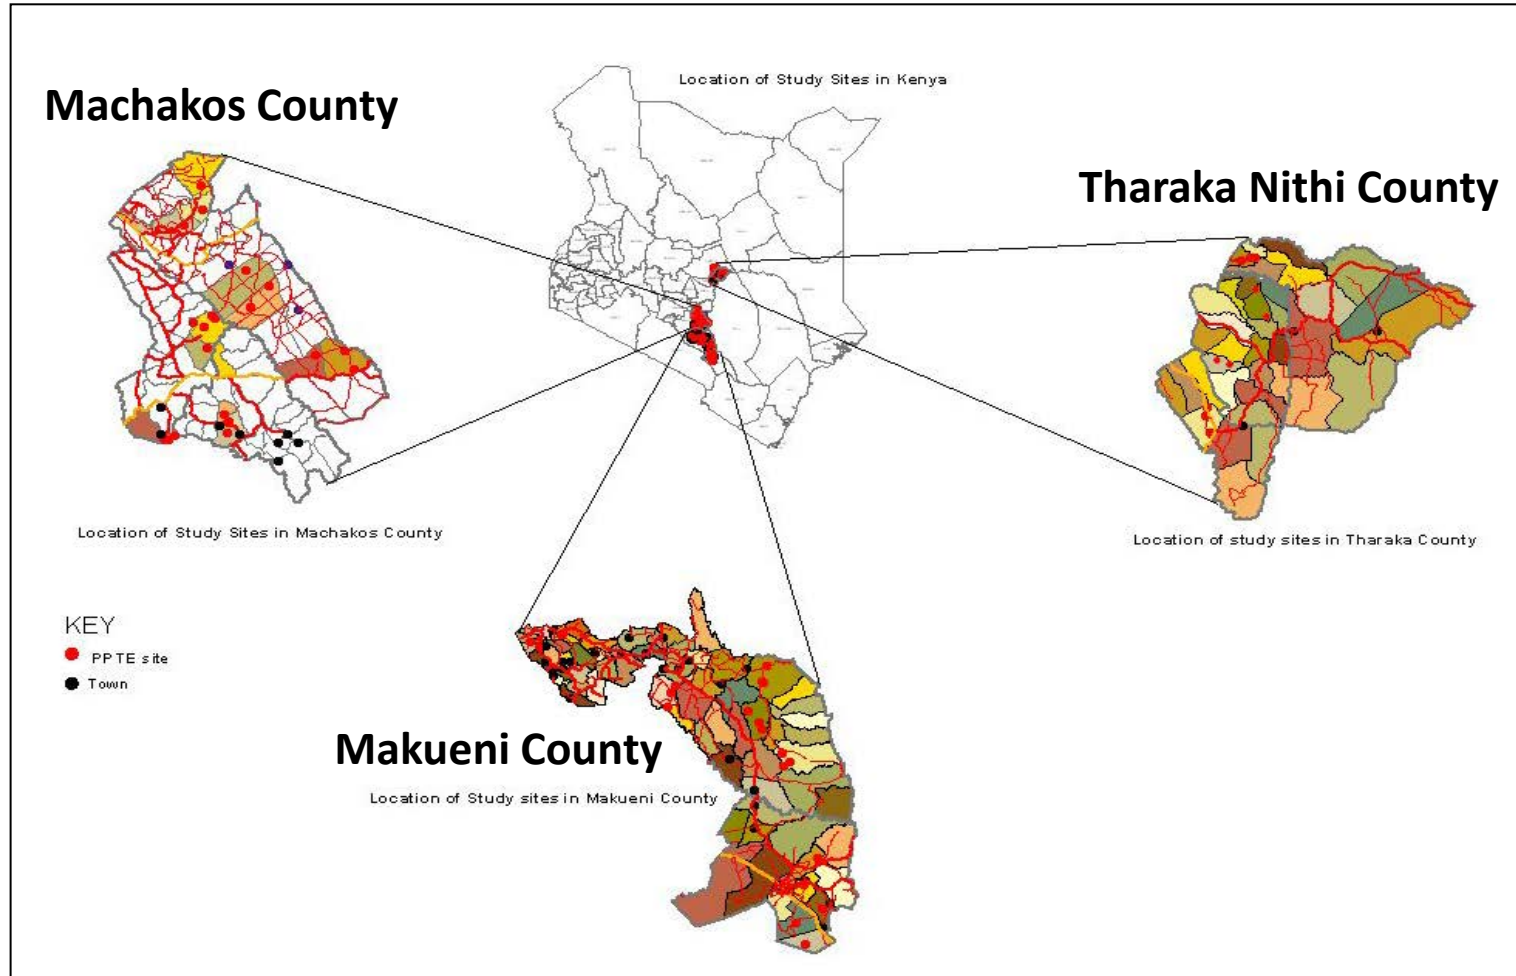 Location of Study Sites in Kenya
Machakos County
Tharaka Nithi County
Location of Study Sites in Machakos County
Location of study sites in Tharaka County
KEY
PPTE site
Town
Makueni County
Location of Study sites in Makueni County